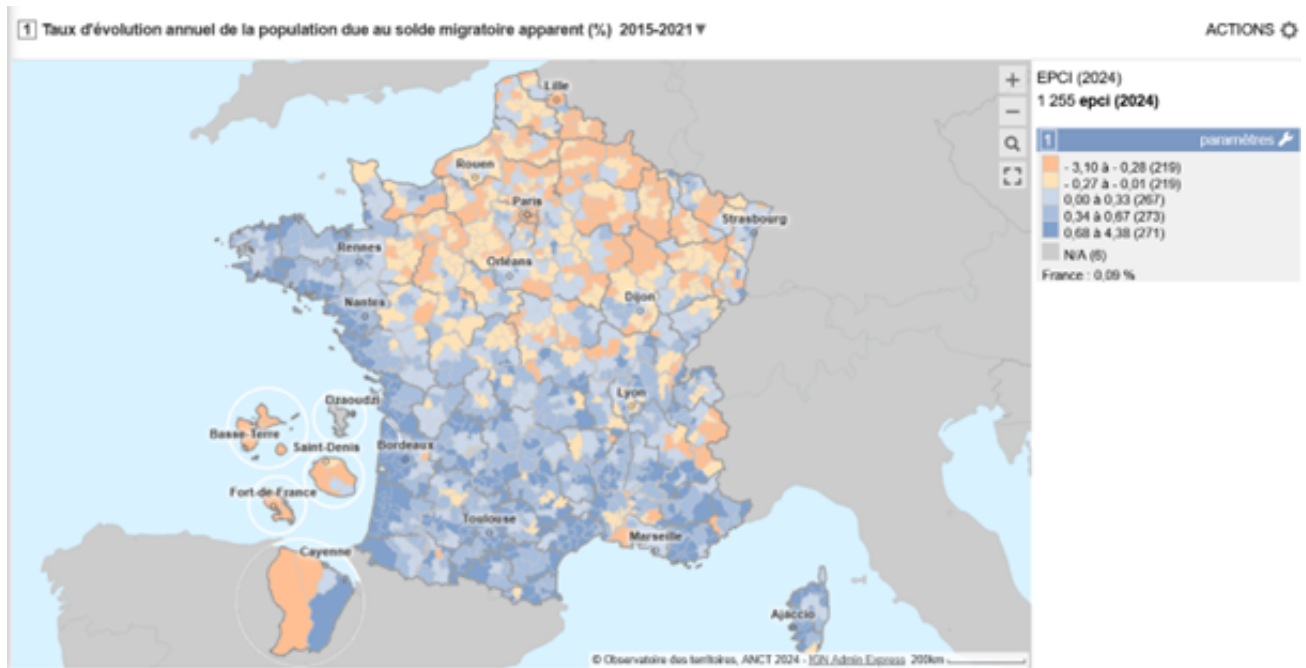 1 Taux d'évolution annuel de la population due au solde migratoire apparent (%) 2015-2021 ▼
ACTIONS
EPCI (2024)
1 255 epci (2024)
1 paramètres
- 3,10 à - 0,28 (219)
- 0,27 à - 0,01 (219)
0,00 à 0,33 (267)
0,34 à 0,67 (273)
0,68 à 4,38 (271)
N/A (6)
France : 0,09 %
Lille
Rouen
Paris
Strasbourg
Rennes
Orléans
Dijon
Nantes
Lyon
Dzaoudzi
Basse-Terre
Saint-Denis
Bordeaux
Fort-de-France
Toulouse
Marseille
Cayenne
Ajaccio
© Observatoire des territoires, ANCT 2024 - IGN Admin Express 200km